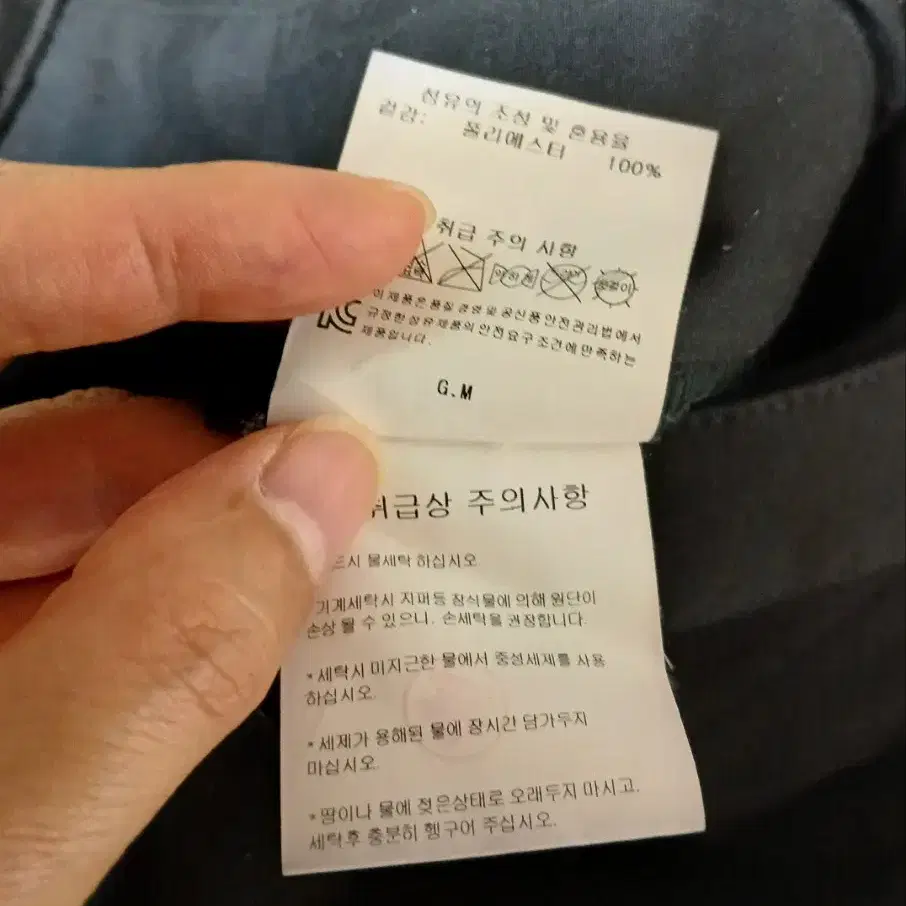 섬유의 조성 및 혼용율
겉감: 폴리에스터 100%
취급 주의 사항
옷걸이
이 제품은 품질 경영 및 공산품 안전관리법에서
규정한 섬유제품의 안전요구 조건에 만족하는
제품입니다.
G.M
취급상 주의사항
드시 물세탁 하십시오
기계세탁시 지퍼등 장식물에 의해 원단이
손상 될 수 있으니, 손세탁을 권장합니다.
*세탁시 미지근한 물에서 중성세제를 사용
하십시오.
*세제가 용해된 물에 장시간 담가두지
마십시오.
*땀이나 물에 젖은상태로 오래두지 마시고,
세탁후 충분히 헹구어 주십시오.